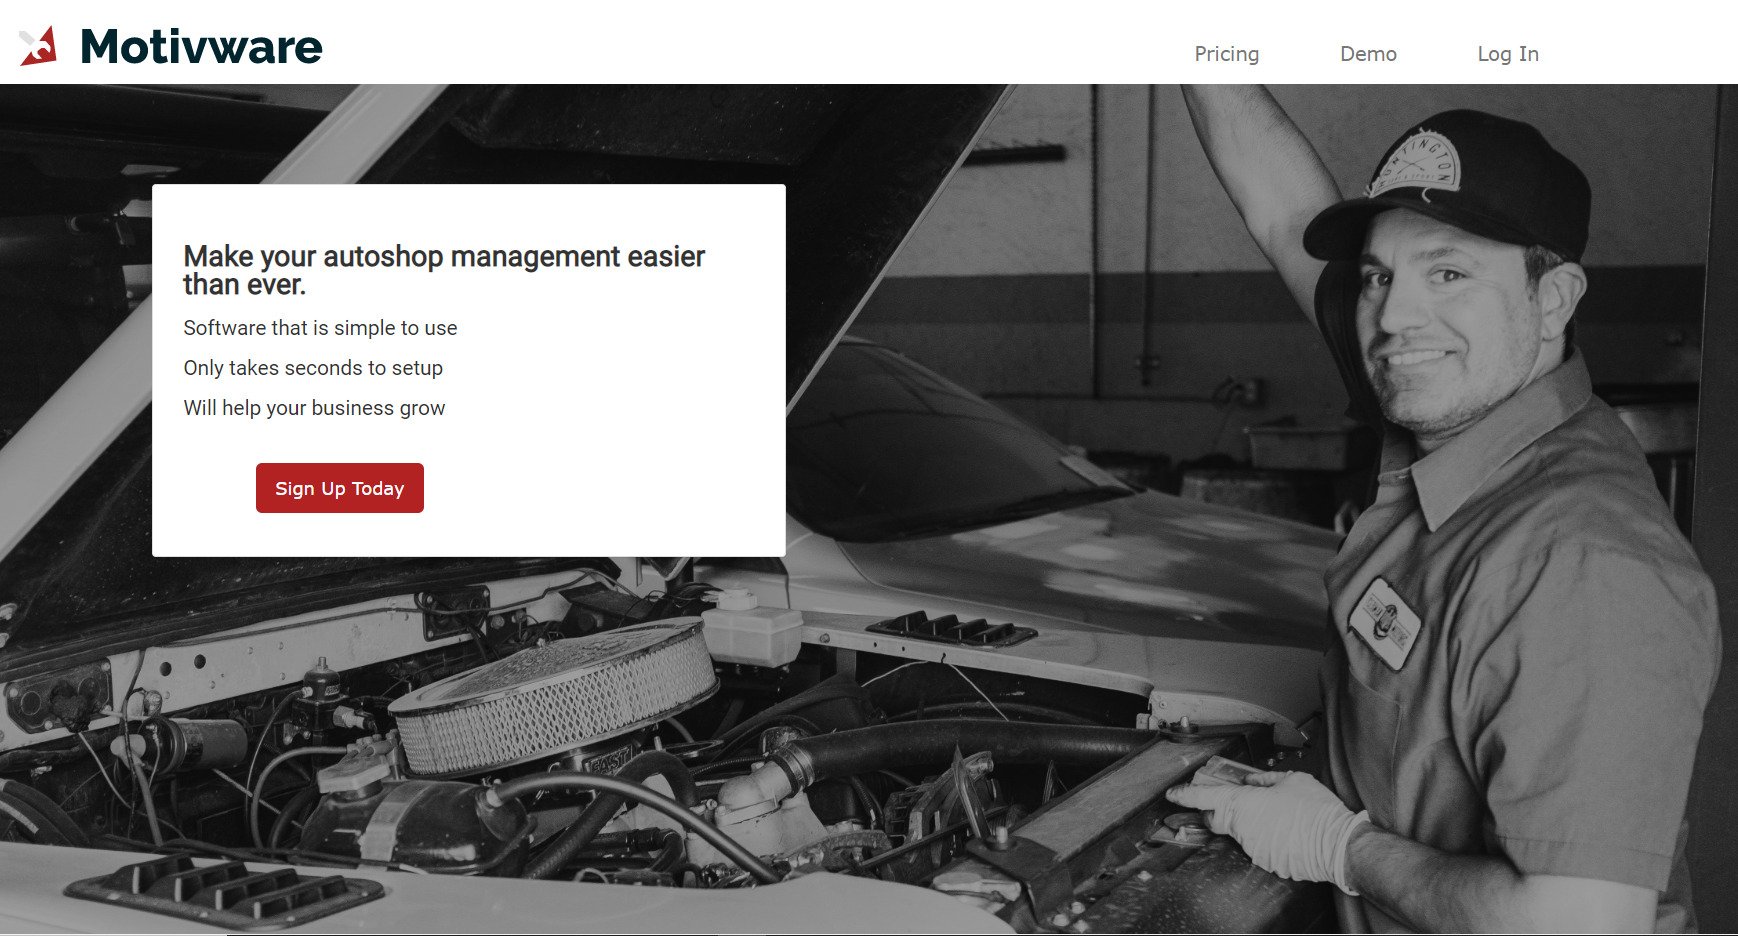 Motivware
Pricing
Demo
Log In
Make your autoshop management easier
than ever.
Software that is simple to use
Only takes seconds to setup
Will help your business grow
Sign Up Today
HUNTINGTON